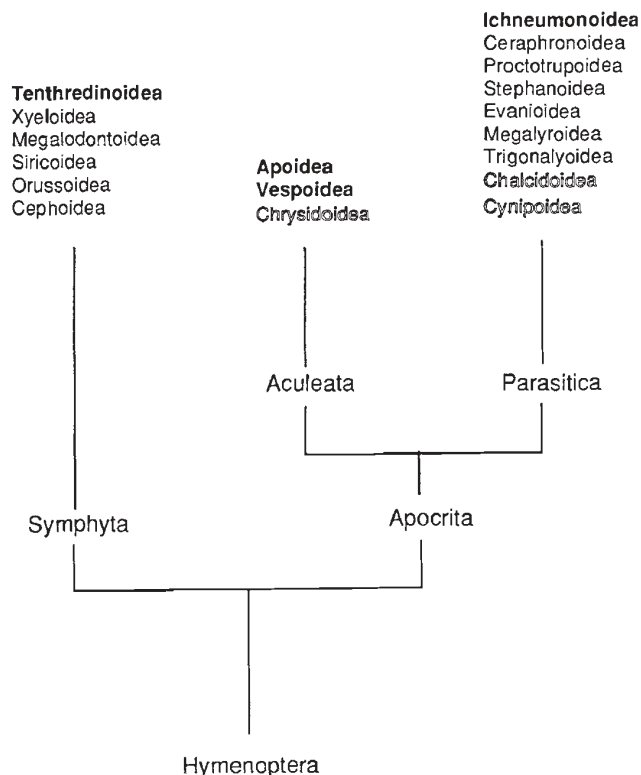 Ichneumonoidea
Ceraphronoidea
Proctotrupoidea
Stephanoidea
Evanioidea
Megalyroidea
Trigonalyoidea
Chalcidoidea
Cynipoidea
Tenthredinoidea
Xyeloidea
Megalodontoidea
Siricoidea
Orussoidea
Cephoidea
Apoidea
Vespoidea
Chrysidoidea
Aculeata
Parasitica
Symphyta
Apocrita
Hymenoptera